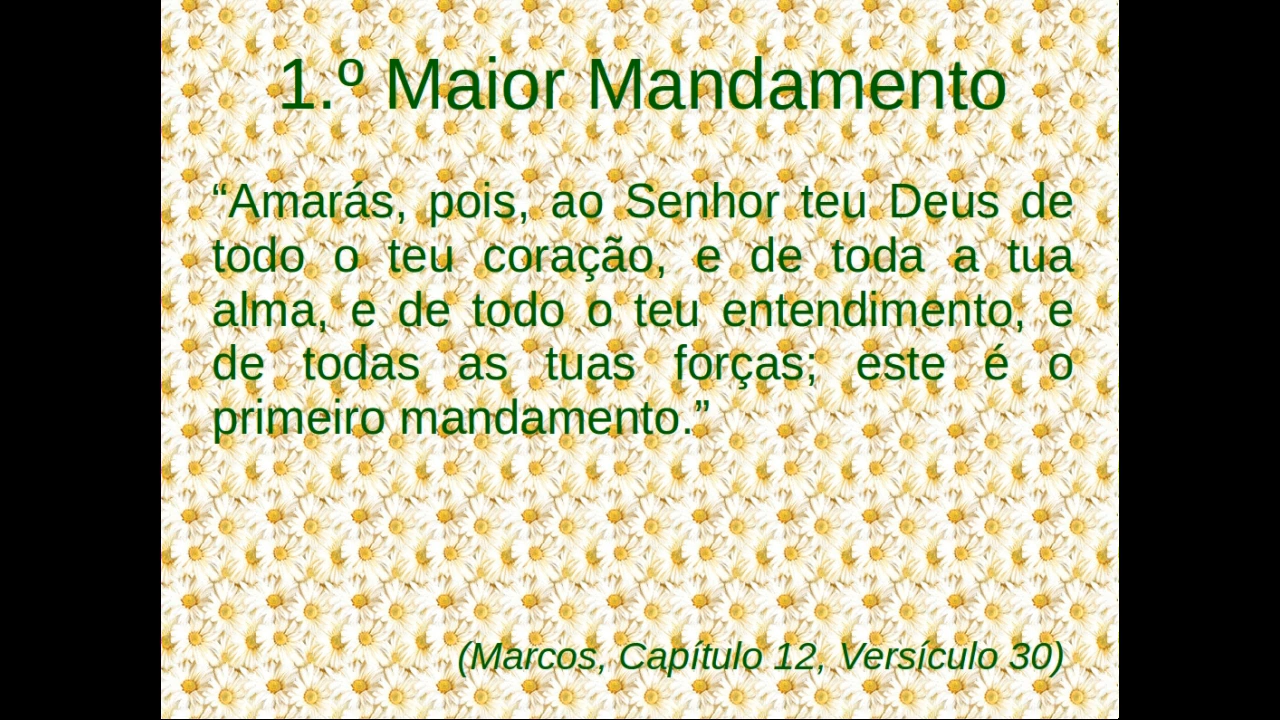 1.º Maior Mandamento
“Amarás, pois, ao Senhor teu Deus de
todo o teu coração, e de toda a tua
alma, e de todo o teu entendimento, e
de todas as tuas forças; este é o
primeiro mandamento.”
(Marcos, Capítulo 12, Versículo 30)